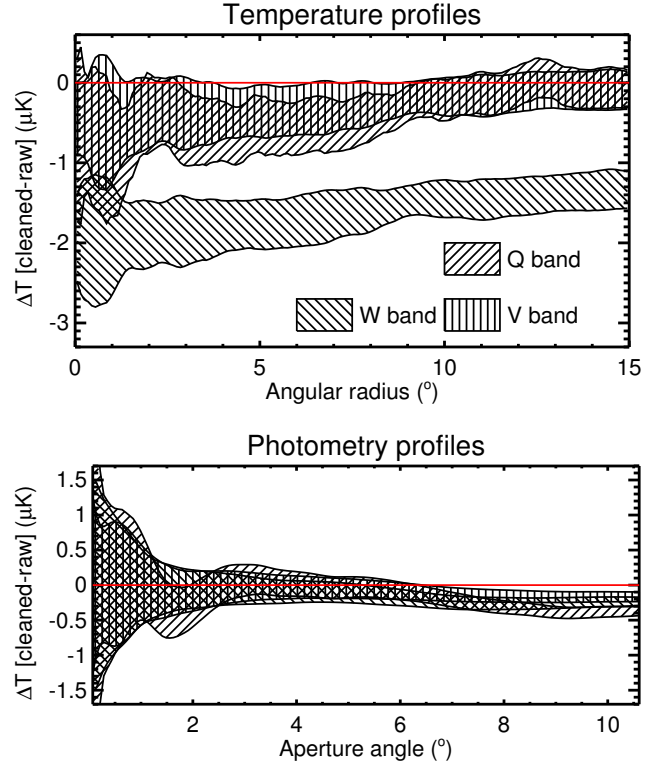 Temperature profiles
ΔT [cleaned-raw] (μK)
0
-1
-2
-3
Q band
W band
V band
0 5 10 15
Angular radius (°)
Photometry profiles
ΔT [cleaned-raw] (μK)
1.5
1
0.5
0
-0.5
-1
-1.5
2 4 6 8 10
Aperture angle (°)